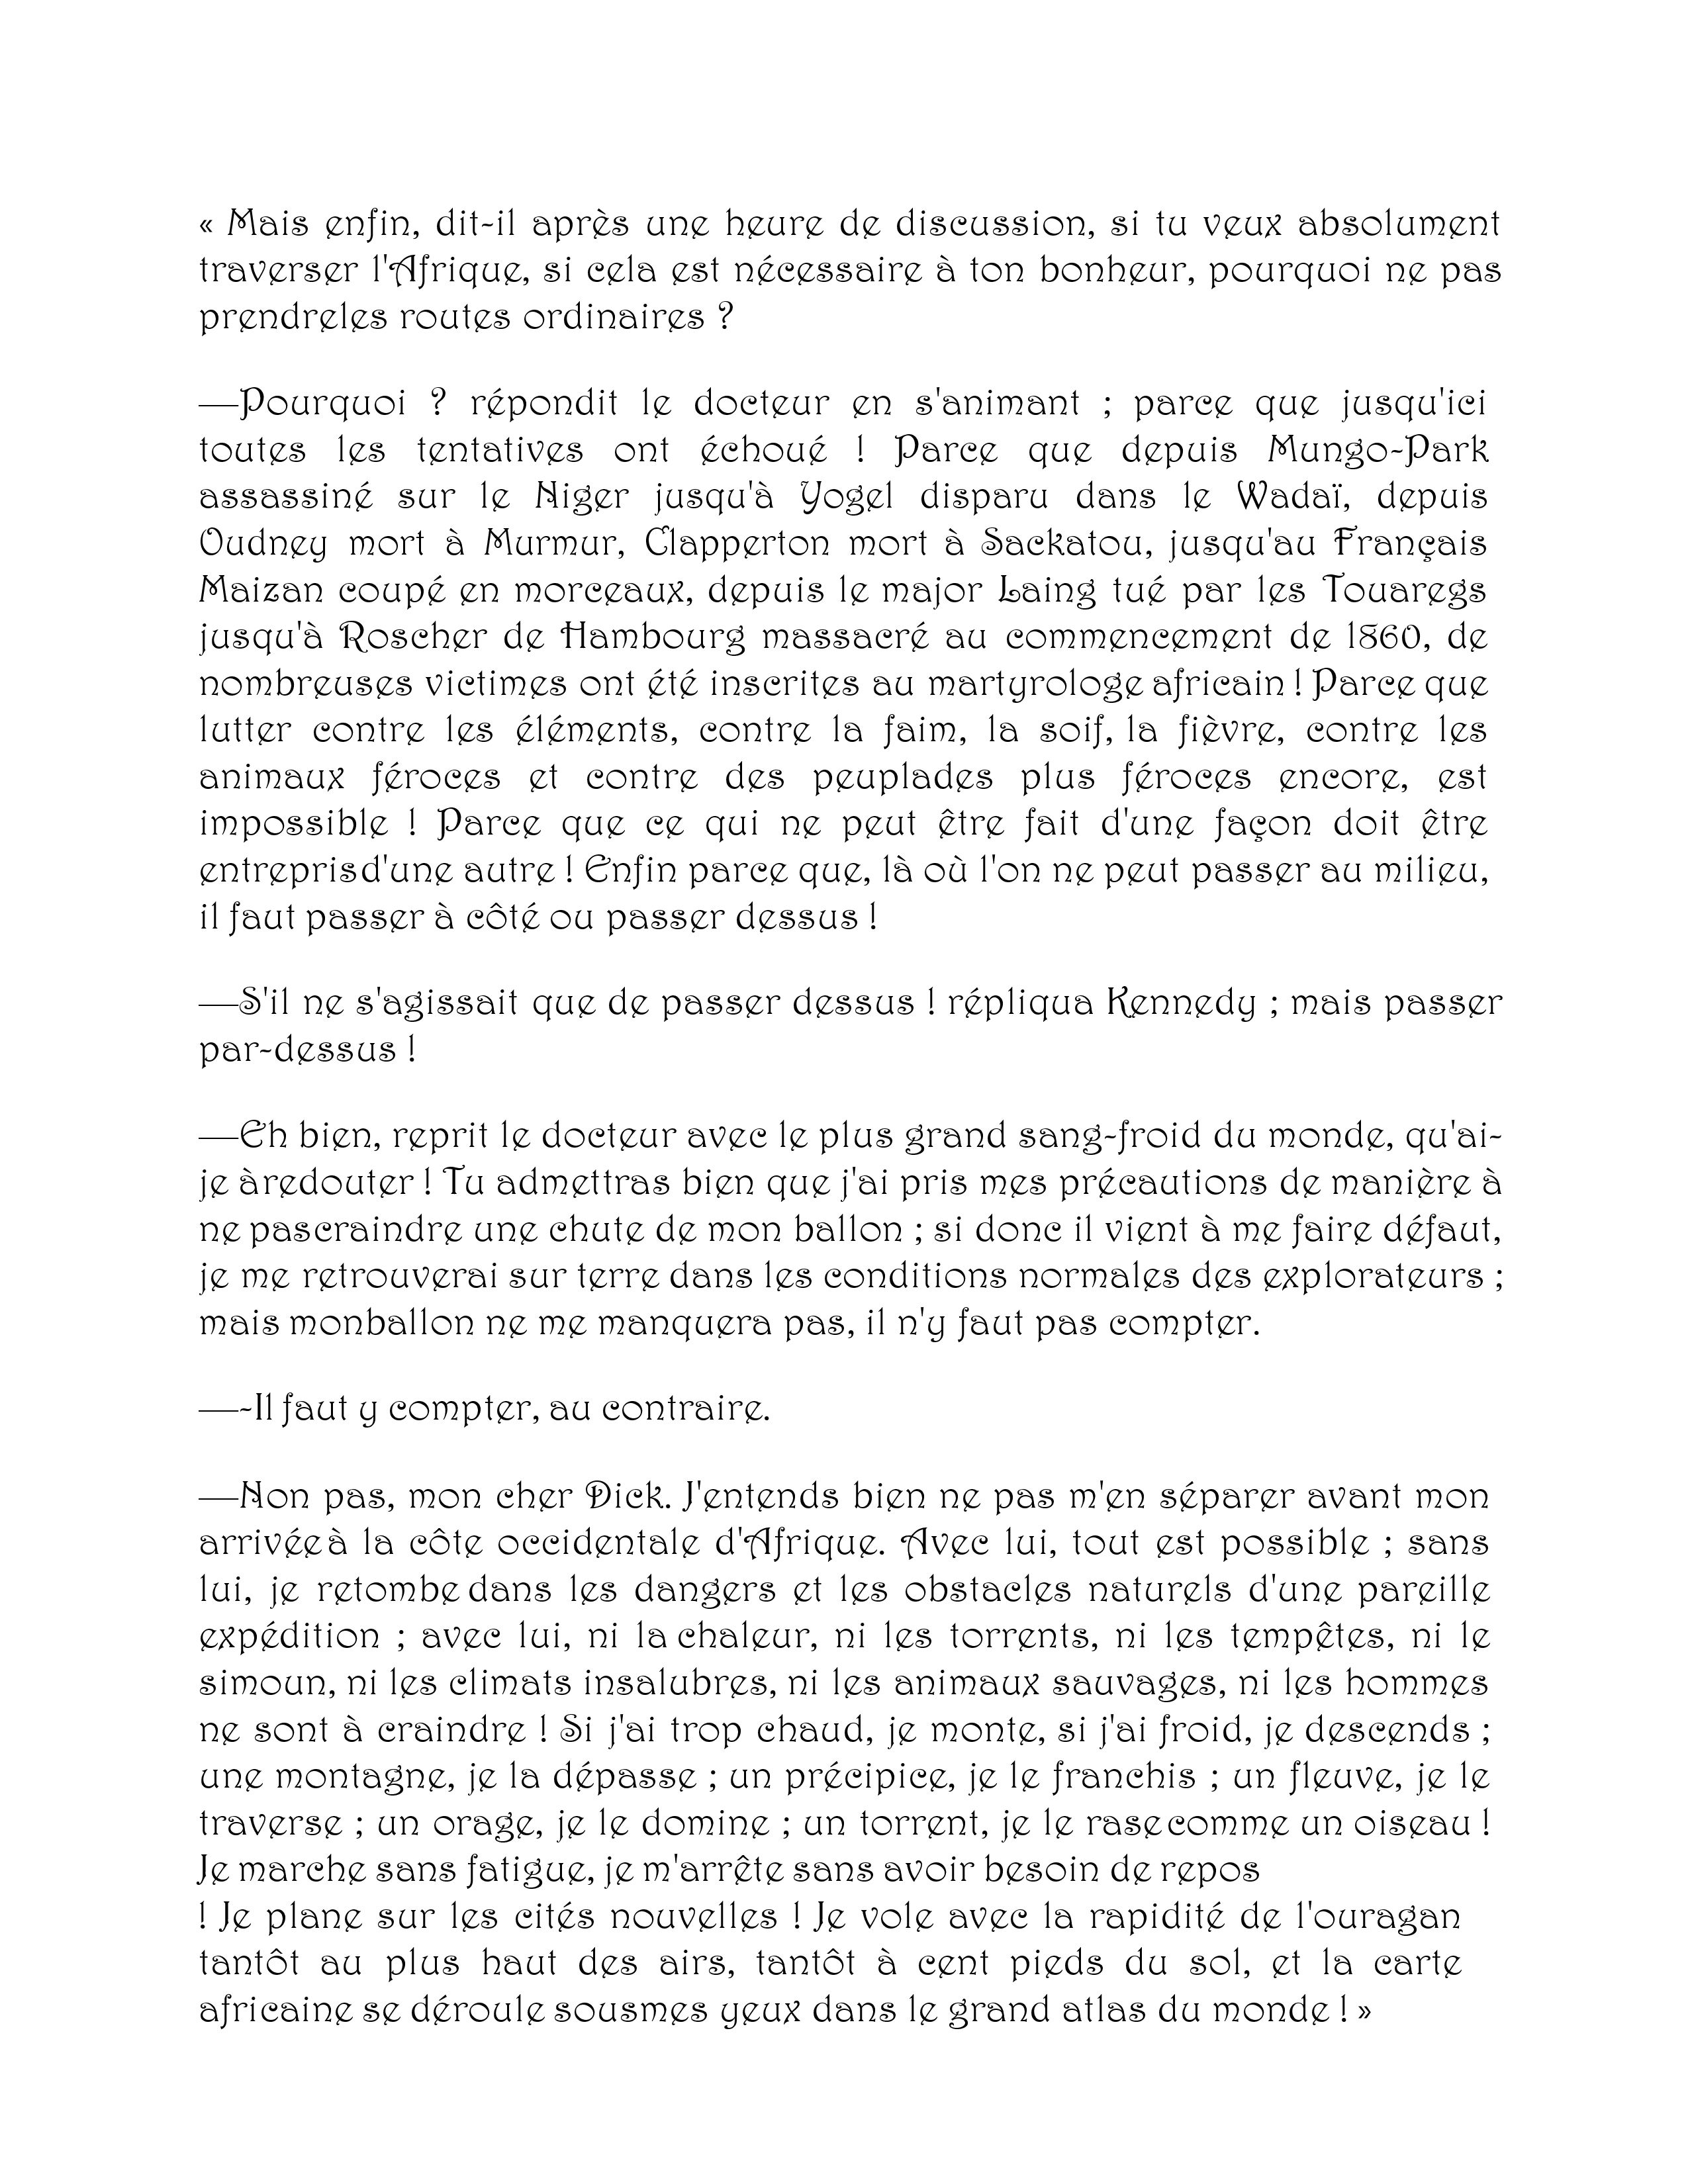 « Mais enfin, dit-il après une heure de discussion, si tu veux absolument
traverser l'Afrique, si cela est nécessaire à ton bonheur, pourquoi ne pas
prendreles routes ordinaires ?
—Pourquoi ? répondit le docteur en s'animant ; parce que jusqu'ici
toutes les tentatives ont échoué ! Parce que depuis Mungo-Park
assassiné sur le Niger jusqu'à Yogel disparu dans le Wadaï, depuis
Oudney mort à Murmur, Clapperton mort à Sackatou, jusqu'au Français
Maizan coupé en morceaux, depuis le major Laing tué par les Touaregs
jusqu'à Roscher de Hambourg massacré au commencement de 1860, de
nombreuses victimes ont été inscrites au martyrologe africain ! Parce que
lutter contre les éléments, contre la faim, la soif, la fièvre, contre les
animaux féroces et contre des peuplades plus féroces encore, est
impossible ! Parce que ce qui ne peut être fait d'une façon doit être
entreprisd'une autre ! Enfin parce que, là où l'on ne peut passer au milieu,
il faut passer à côté ou passer dessus !
—S'il ne s'agissait que de passer dessus ! répliqua Kennedy ; mais passer
par-dessus !
—Eh bien, reprit le docteur avec le plus grand sang-froid du monde, qu'ai-
je àredouter ! Tu admettras bien que j'ai pris mes précautions de manière à
ne pascraindre une chute de mon ballon ; si donc il vient à me faire défaut,
je me retrouverai sur terre dans les conditions normales des explorateurs ;
mais monballon ne me manquera pas, il n'y faut pas compter.
—-Il faut y compter, au contraire.
—Non pas, mon cher Dick. J'entends bien ne pas m'en séparer avant mon
arrivéeà la côte occidentale d'Afrique. Avec lui, tout est possible ; sans
lui, je retombe dans les dangers et les obstacles naturels d'une pareille
expédition ; avec lui, ni la chaleur, ni les torrents, ni les tempêtes, ni le
simoun, ni les climats insalubres, ni les animaux sauvages, ni les hommes
ne sont à craindre ! Si j'ai trop chaud, je monte, si j'ai froid, je descends ;
une montagne, je la dépasse ; un précipice, je le franchis ; un fleuve, je le
traverse ; un orage, je le domine ; un torrent, je le rasecomme un oiseau !
Je marche sans fatigue, je m'arrête sans avoir besoin de repos
! Je plane sur les cités nouvelles ! Je vole avec la rapidité de l'ouragan
tantôt au plus haut des airs, tantôt à cent pieds du sol, et la carte
africaine se déroule sousmes yeux dans le grand atlas du monde ! »